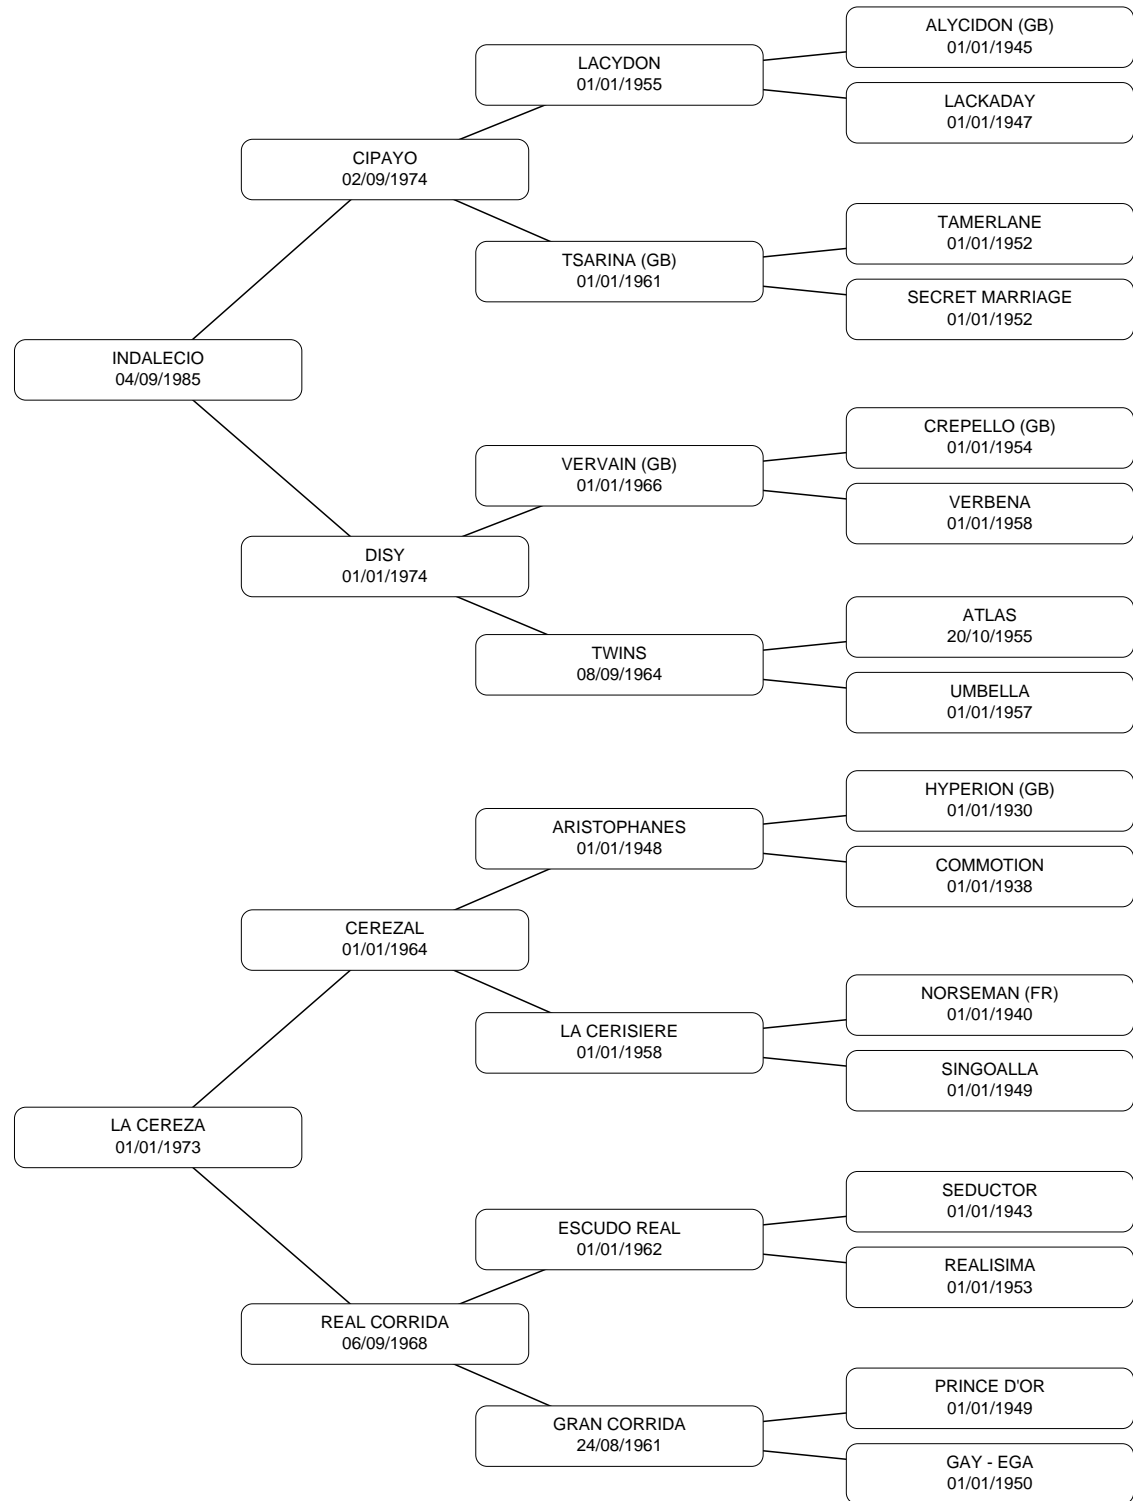 ALYCIDON (GB)
01/01/1945
LACYDON
01/01/1955
LACKADAY
01/01/1947
CIPAYO
02/09/1974
TAMERLANE
01/01/1952
TSARINA (GB)
01/01/1961
SECRET MARRIAGE
01/01/1952
INDALECIO
04/09/1985
CREPELLO (GB)
01/01/1954
VERVAIN (GB)
01/01/1966
VERBENA
01/01/1958
DISY
01/01/1974
ATLAS
20/10/1955
TWINS
08/09/1964
UMBELLA
01/01/1957
HYPERION (GB)
01/01/1930
ARISTOPHANES
01/01/1948
COMMOTION
01/01/1938
CEREZAL
01/01/1964
NORSEMAN (FR)
01/01/1940
LA CERISIERE
01/01/1958
SINGOALLA
01/01/1949
LA CEREZA
01/01/1973
SEDUCTOR
01/01/1943
ESCUDO REAL
01/01/1962
REALISIMA
01/01/1953
REAL CORRIDA
06/09/1968
PRINCE D'OR
01/01/1949
GRAN CORRIDA
24/08/1961
GAY - EGA
01/01/1950